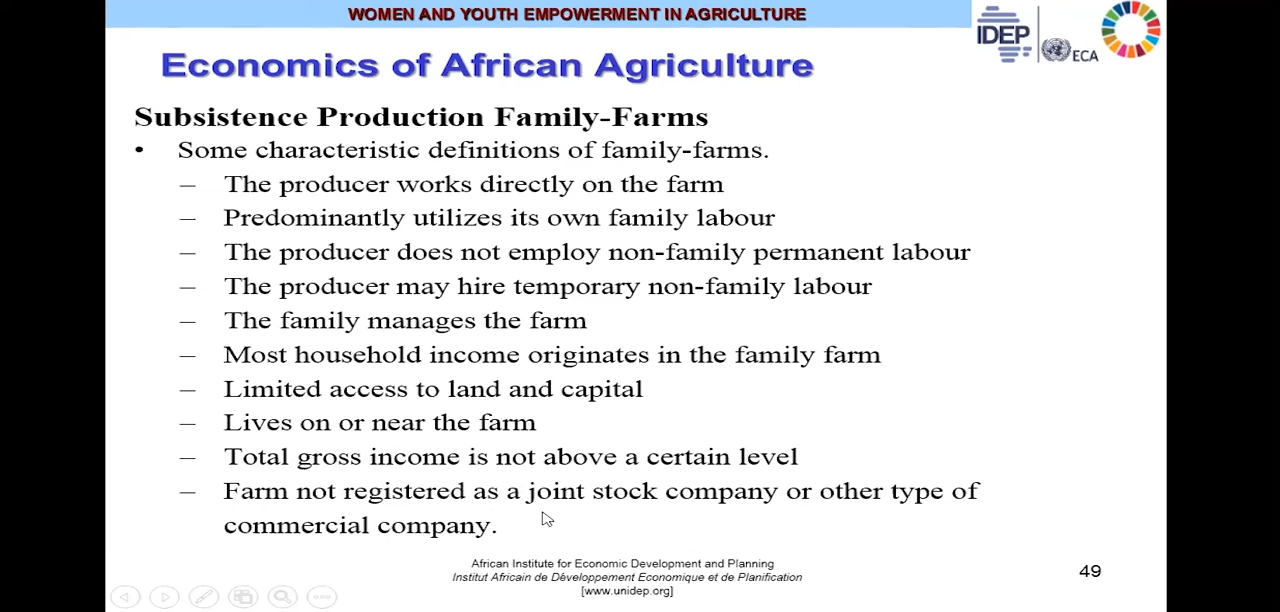 WOMEN AND YOUTH EMPOWERMENT IN AGRICULTURE
IDEP
ECA
Economics of African Agriculture
Subsistence Production Family-Farms
• Some characteristic definitions of family-farms.
– The producer works directly on the farm
– Predominantly utilizes its own family labour
– The producer does not employ non-family permanent labour
– The producer may hire temporary non-family labour
– The family manages the farm
– Most household income originates in the family farm
– Limited access to land and capital
– Lives on or near the farm
– Total gross income is not above a certain level
– Farm not registered as a joint stock company or other type of
commercial company.
African Institute for Economic Development and Planning
Institut Africain de Développement Economique et de Planification
[www.unidep.org]
49